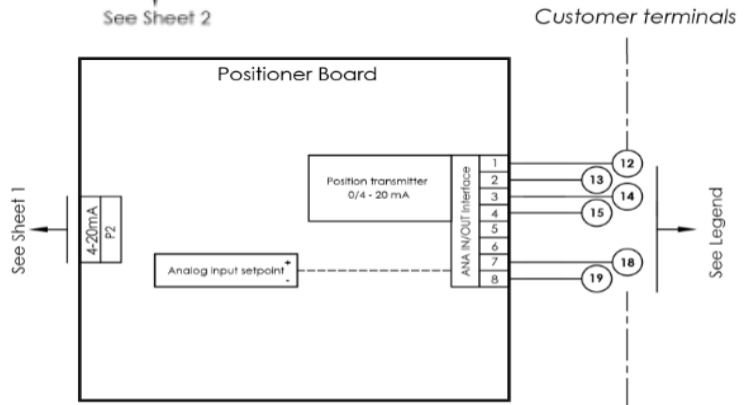 See Sheet 2
Customer terminals
Positioner Board
See Sheet 1
4-20mA
P2
Position transmitter
0/4 - 20 mA
Analog input setpoint
+
-
ANA IN/OUT Interface
1
2
3
4
5
6
7
8
12
13
14
15
18
19
See Legend